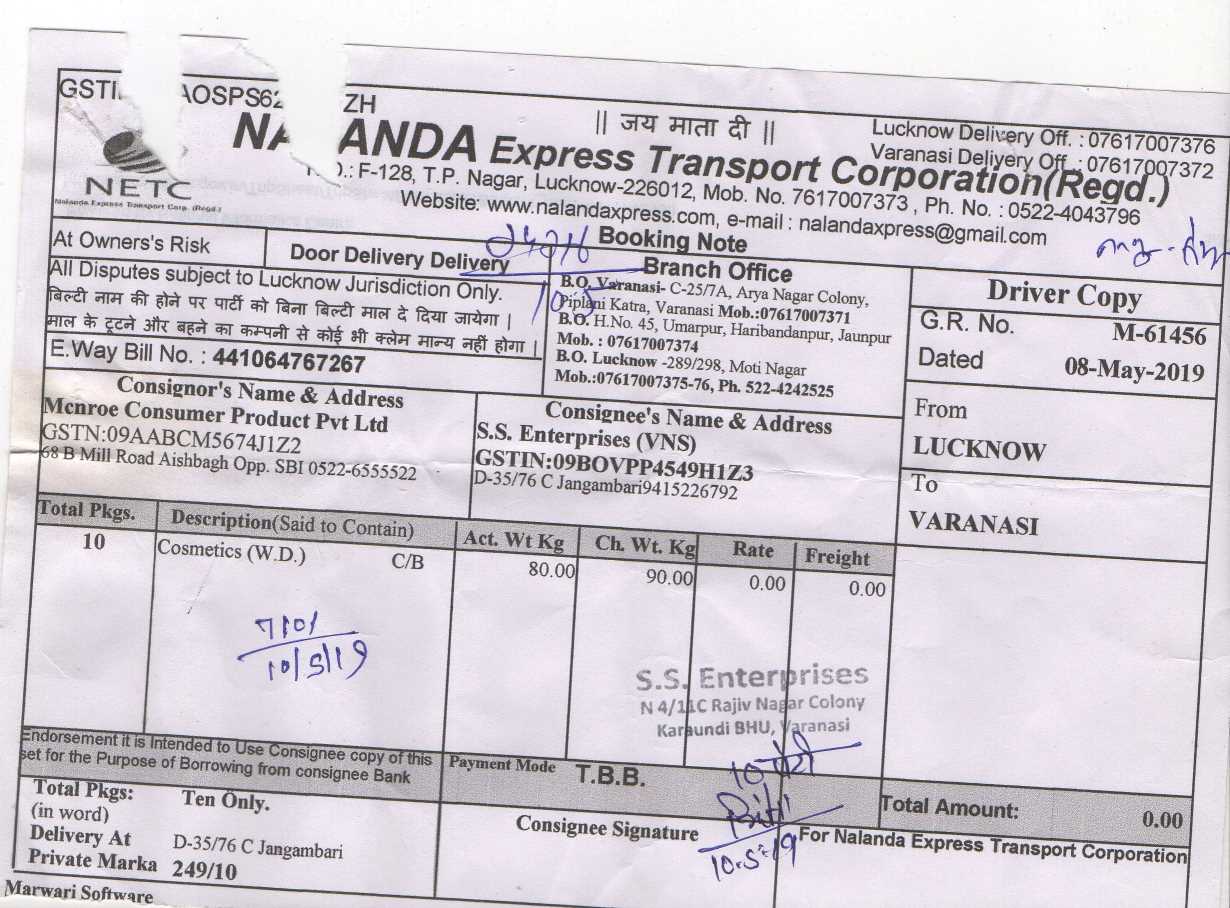 AOSPS62
ZH
|| जय माता दी ||
Lucknow Delivery Off. : 07617007376
Varanasi Delivery Off. : 07617007372
NETC
Nalanda Express Transport Corp. (Regd.)
ANDA Express Transport Corporation(Regd.)
F-128, T.P. Nagar, Lucknow-226012, Mob. No. 7617007373 , Ph. No. : 0522-4043796
Website: www.nalandaxpress.com, e-mail : nalandaxpress@gmail.com
Booking Note
At Owners's Risk
Door Delivery Delivery
All Disputes subject to Lucknow Jurisdiction Only.
बिल्टी नाम की होने पर पार्टी को बिना बिल्टी माल दे दिया जायेगा |
माल के टूटने और बहने का कम्पनी से कोई भी क्लेम मान्य नहीं होगा |
E.Way Bill No. : 441064767267
Branch Office
B.O. Varanasi- C-25/7A, Arya Nagar Colony,
Piplani Katra, Varanasi Mob.:07617007371
B.O. H.No. 45, Umarpur, Haribandanpur, Jaunpur
Mob. : 07617007374
B.O. Lucknow -289/298, Moti Nagar
Mob.:07617007375-76, Ph. 522-4242525
Driver Copy
G.R. No. M-61456
Dated 08-May-2019
From
LUCKNOW
To
VARANASI
Consignor's Name & Address
Mcnroe Consumer Product Pvt Ltd
GSTN:09AABCM5674J1Z2
68 B Mill Road Aishbagh Opp. SBI 0522-6555522
Consignee's Name & Address
S.S. Enterprises (VNS)
GSTIN:09BOVPP4549H1Z3
D-35/76 C Jangambari9415226792
Total Pkgs. Description(Said to Contain) Act. Wt Kg Ch. Wt. Kg Rate Freight
10 Cosmetics (W.D.) C/B 80.00 90.00 0.00 0.00
10/5/19
S.S. Enterprises
N 4/11C Rajiv Nagar Colony
Karaundi BHU, Varanasi
Endorsement it is Intended to Use Consignee copy of this
set for the Purpose of Borrowing from consignee Bank
Payment Mode T.B.B.
Total Amount: 0.00
Total Pkgs: Ten Only.
(in word)
Delivery At D-35/76 C Jangambari
Private Marka 249/10
Consignee Signature
10.5.19
For Nalanda Express Transport Corporation
Marwari Software